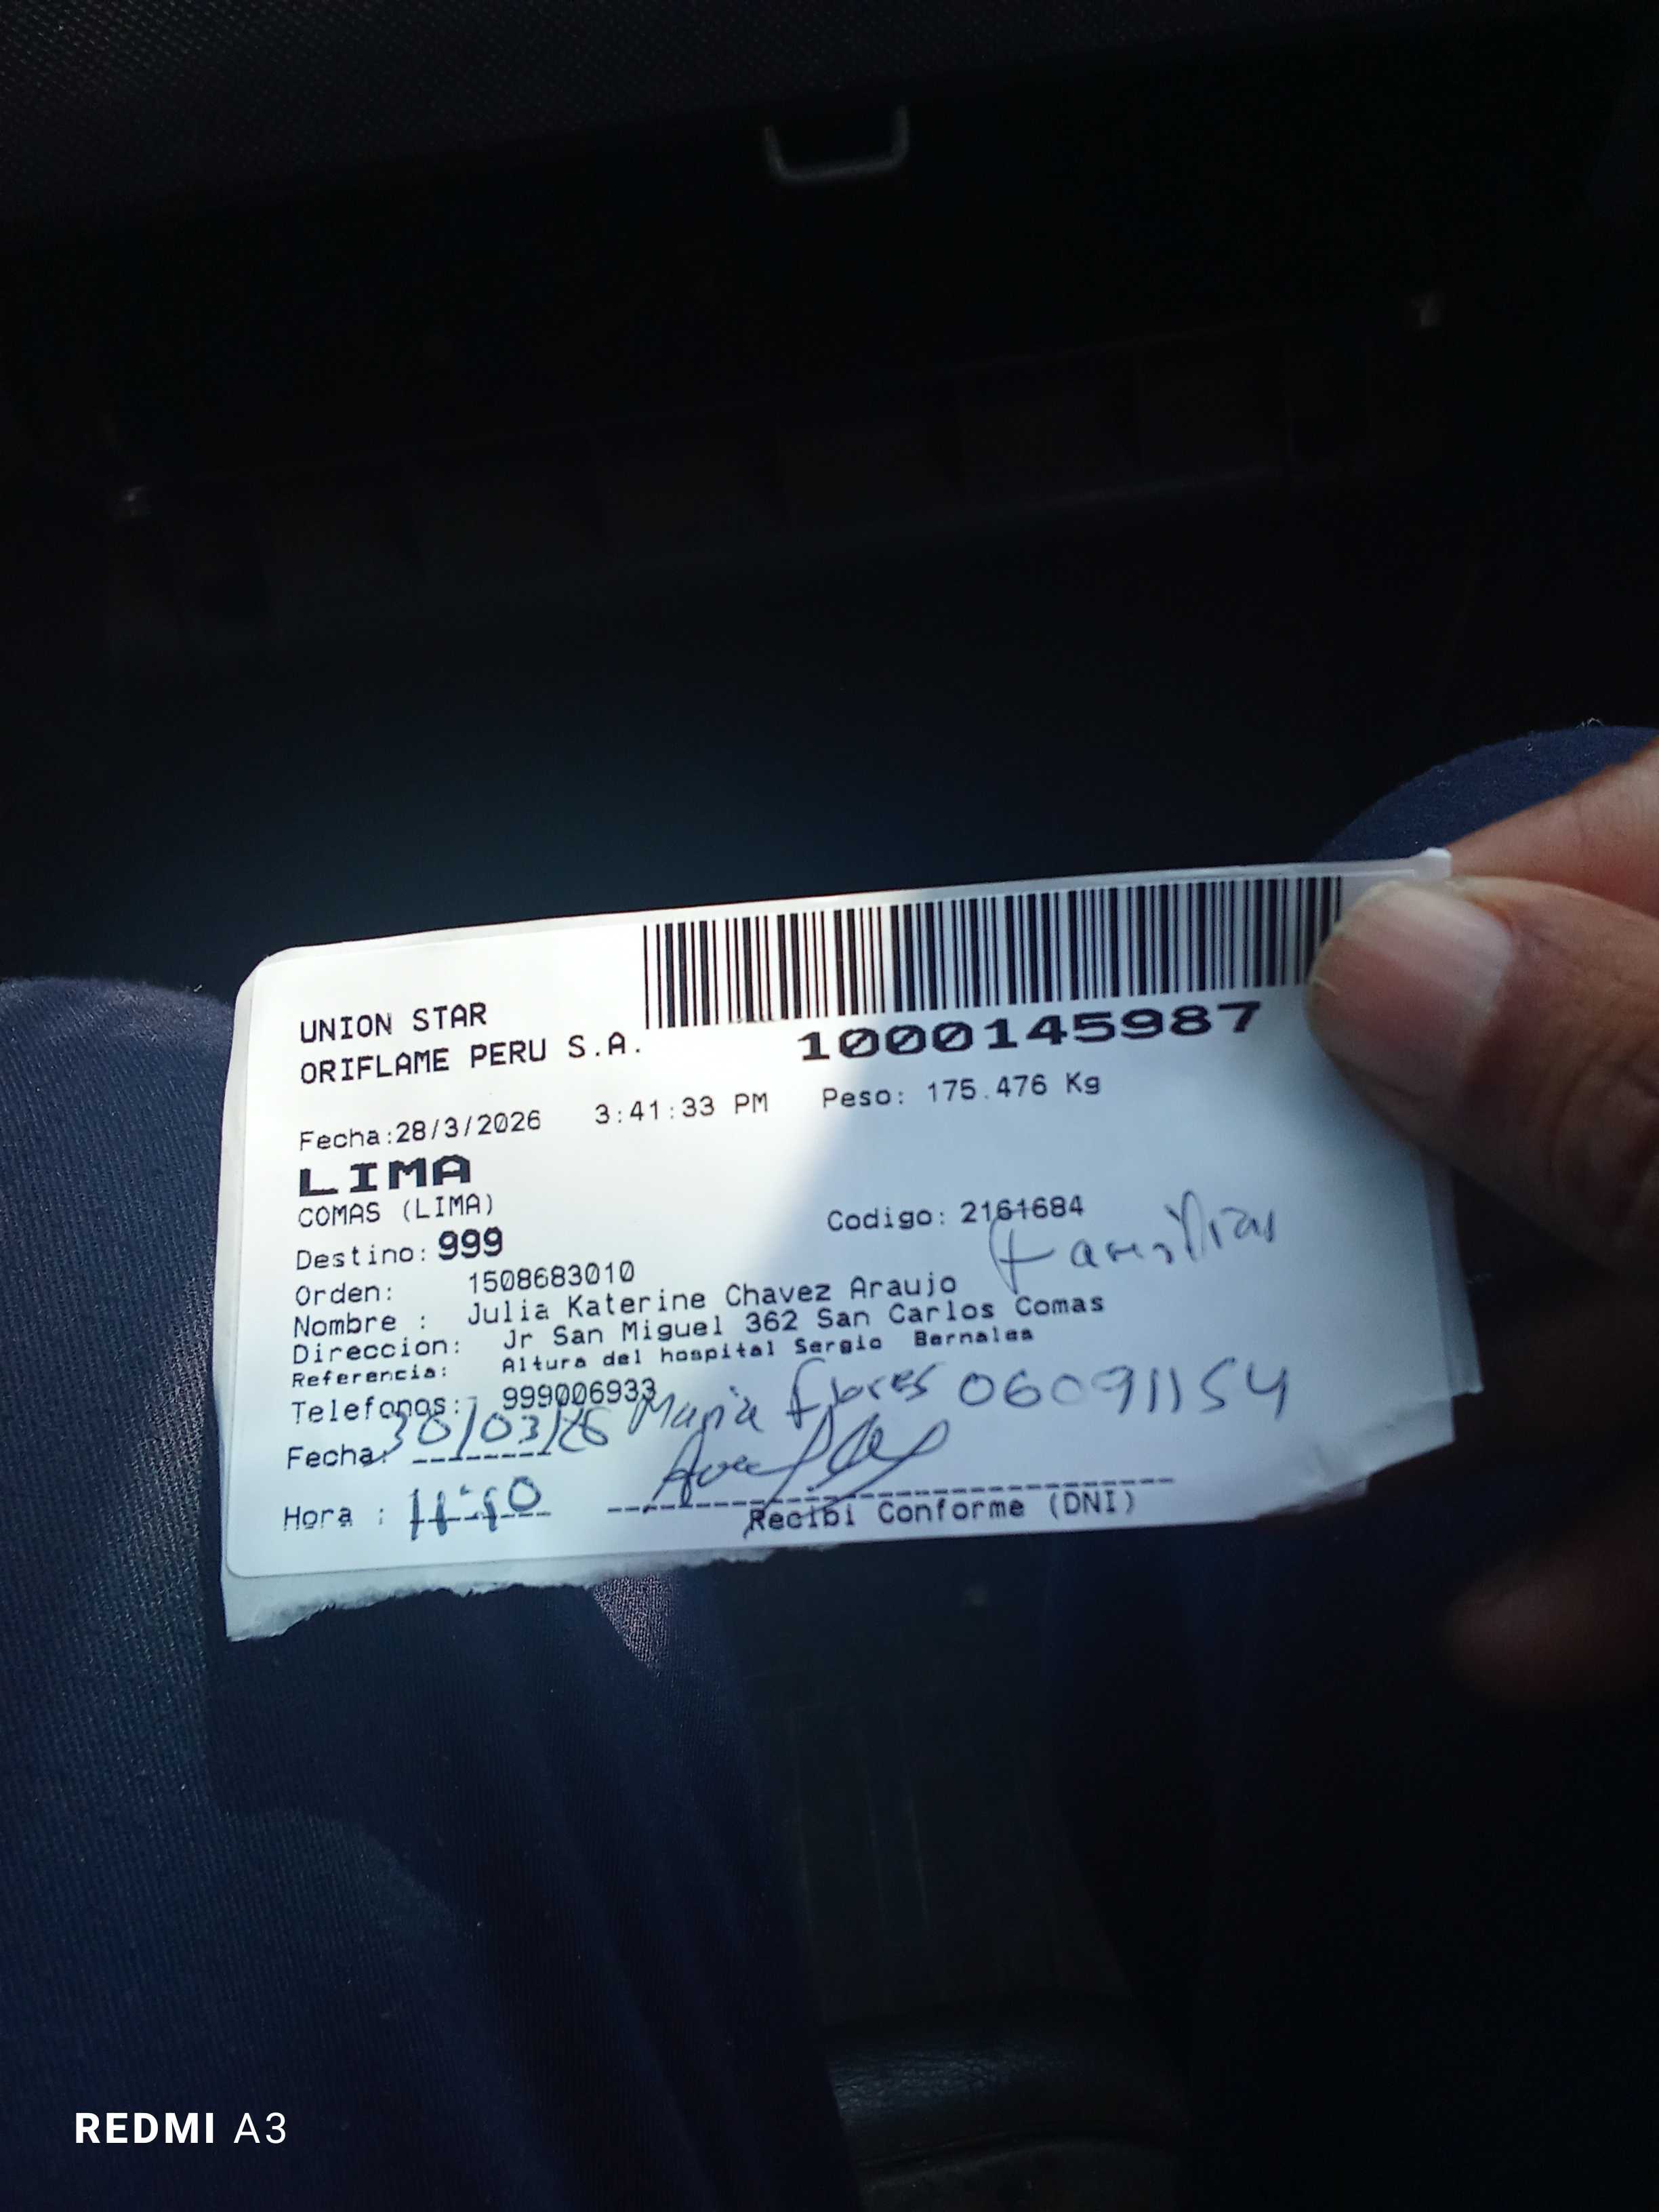 UNION STAR
ORIFLAME PERU S.A.
1000145987
Fecha:28/3/2026 3:41:33 PM Peso: 175.476 Kg
LIMA
COMAS (LIMA)
Codigo: 2161684
Destino: 999
Orden: 1508683010
Nombre : Julia Katerine Chavez Araujo
Direccion: Jr San Miguel 362 San Carlos Comas
Referencia: Altura del hospital Sergio Bernales
Telefonos: 999006933
Maria Flores 06091154
Fecha: 30/03/26
Hora :
Recibi Conforme (DNI)
REDMI A3